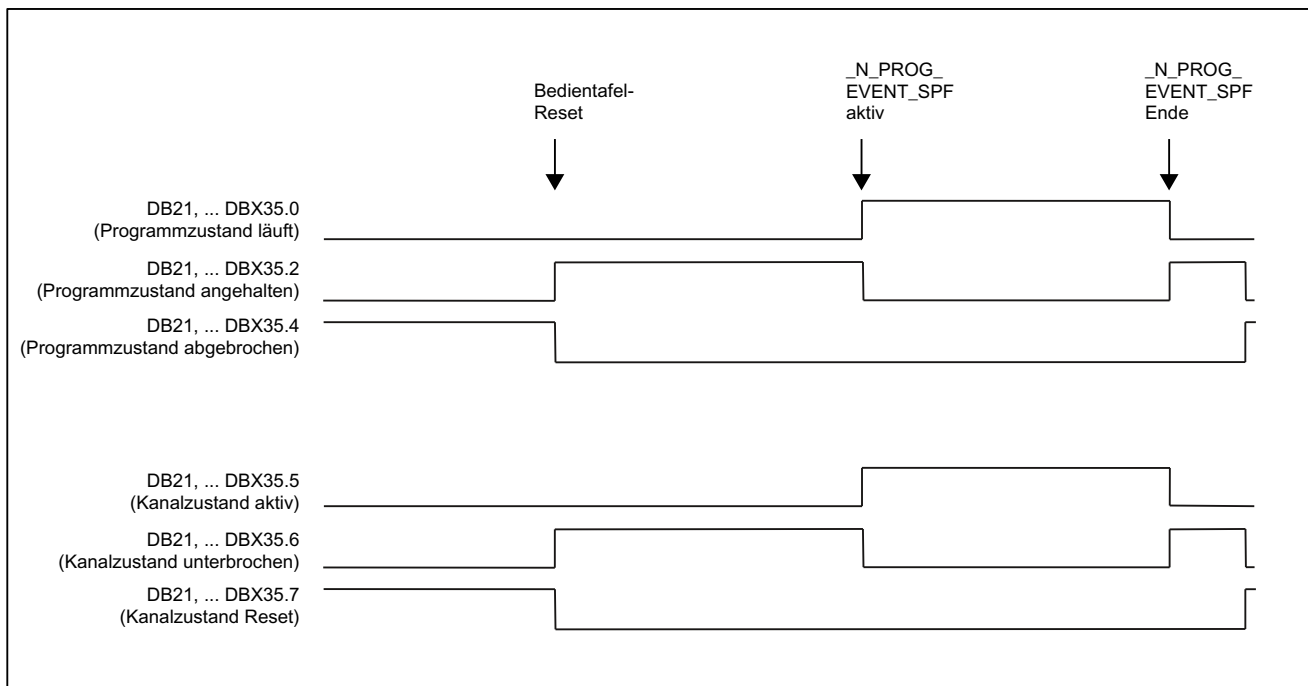 Bedientafel-
Reset
_N_PROG_
EVENT_SPF
aktiv
_N_PROG_
EVENT_SPF
Ende
DB21, ... DBX35.0
(Programmzustand läuft)
DB21, ... DBX35.2
(Programmzustand angehalten)
DB21, ... DBX35.4
(Programmzustand abgebrochen)
DB21, ... DBX35.5
(Kanalzustand aktiv)
DB21, ... DBX35.6
(Kanalzustand unterbrochen)
DB21, ... DBX35.7
(Kanalzustand Reset)